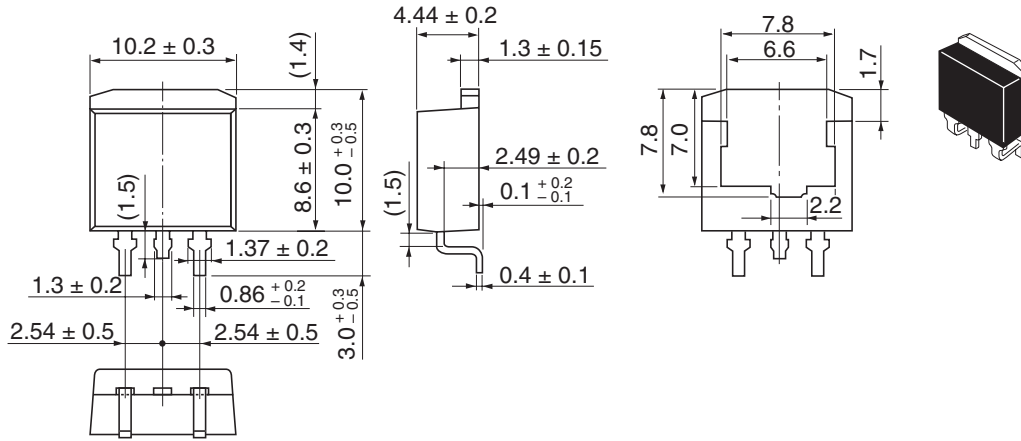 10.2 ± 0.3
(1.4)
8.6 ± 0.3
10.0 +0.3 −0.5
(1.5)
1.37 ± 0.2
1.3 ± 0.2
0.86 +0.2 −0.1
3.0 +0.3 −0.5
2.54 ± 0.5
2.54 ± 0.5
4.44 ± 0.2
1.3 ± 0.15
2.49 ± 0.2
(1.5)
0.1 +0.2 −0.1
0.4 ± 0.1
7.8
6.6
1.7
7.8
7.0
2.2